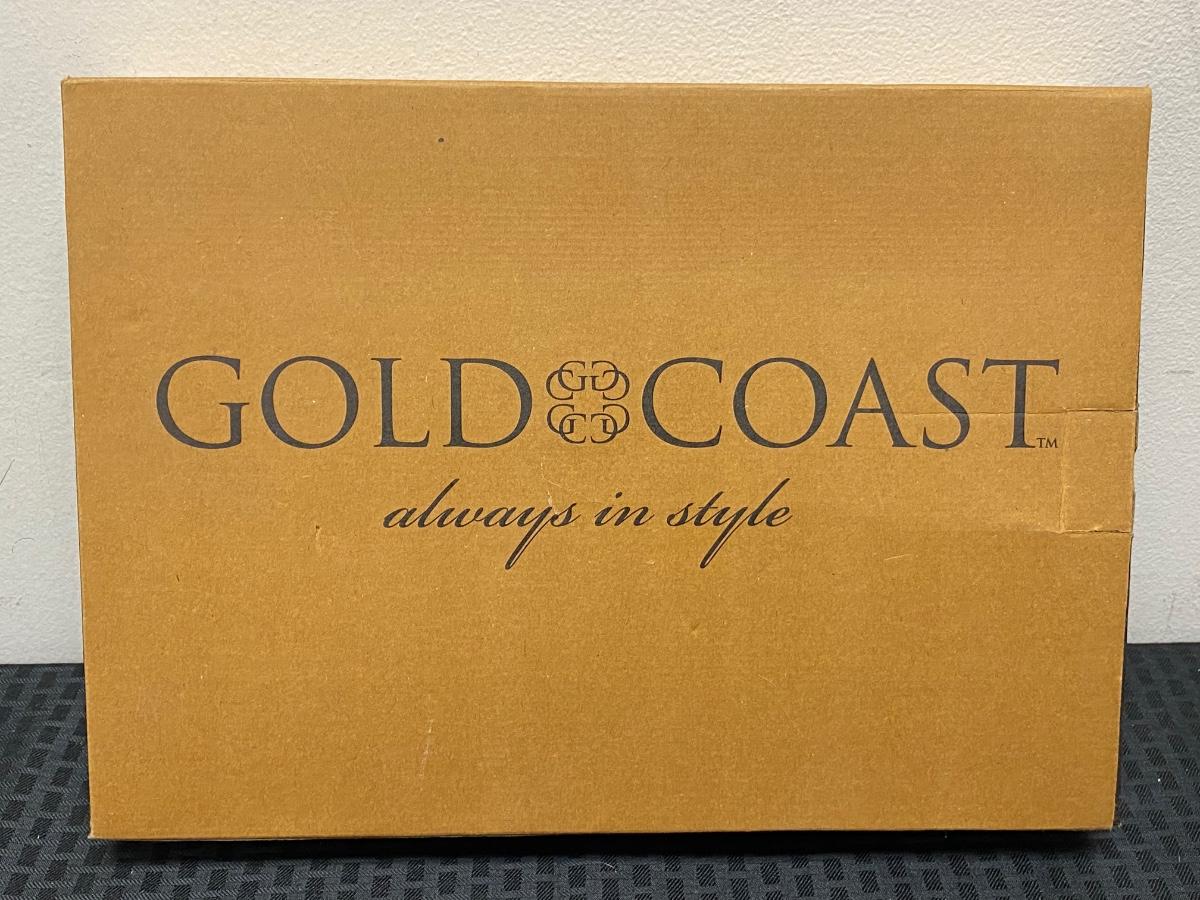 GOLD COAST™
always in style